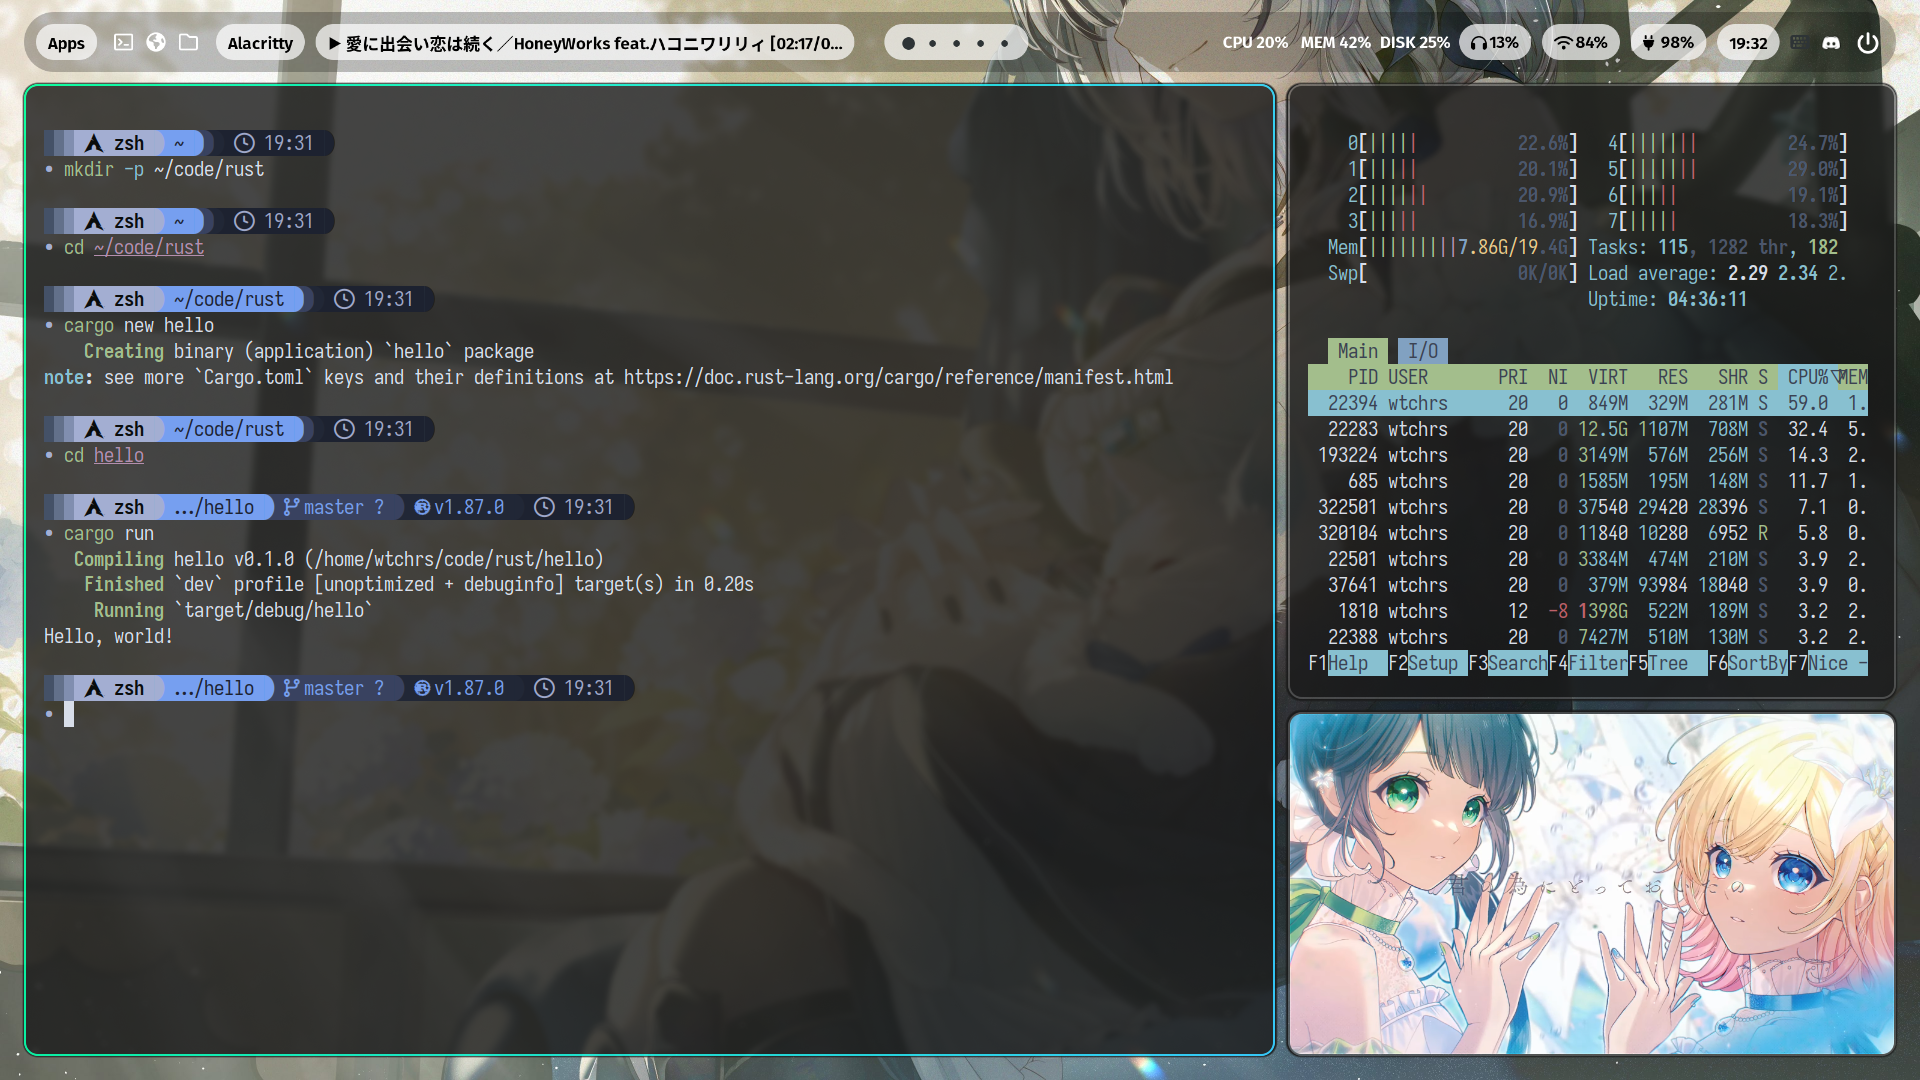 Apps Alacritty ▶ 愛に出会い恋は続く／HoneyWorks feat.ハコニワリリィ [02:17/0... CPU 20% MEM 42% DISK 25% 13% 84% 98% 19:32
zsh ~ 19:31
• mkdir -p ~/code/rust
zsh ~ 19:31
• cd ~/code/rust
zsh ~/code/rust 19:31
• cargo new hello
Creating binary (application) `hello` package
note: see more `Cargo.toml` keys and their definitions at https://doc.rust-lang.org/cargo/reference/manifest.html
zsh ~/code/rust 19:31
• cd hello
zsh .../hello master ? v1.87.0 19:31
• cargo run
Compiling hello v0.1.0 (/home/wtchrs/code/rust/hello)
Finished `dev` profile [unoptimized + debuginfo] target(s) in 0.20s
Running `target/debug/hello`
Hello, world!
zsh .../hello master ? v1.87.0 19:31
•
0[||||| 22.6%] 4[||||||| 24.7%]
1[||||| 20.1%] 5[||||||| 29.0%]
2[|||||| 20.9%] 6[||||| 19.1%]
3[||||| 16.9%] 7[||||| 18.3%]
Mem[|||||||||7.86G/19.4G] Tasks: 115, 1282 thr, 182
Swp[ 0K/0K] Load average: 2.29 2.34 2.
Uptime: 04:36:11
Main I/O
PID USER PRI NI VIRT RES SHR S CPU%▽MEM
22394 wtchrs 20 0 849M 329M 281M S 59.0 1.
22283 wtchrs 20 0 12.5G 1107M 708M S 32.4 5.
193224 wtchrs 20 0 3149M 576M 256M S 14.3 2.
685 wtchrs 20 0 1585M 195M 148M S 11.7 1.
322501 wtchrs 20 0 37540 29420 28396 S 7.1 0.
320104 wtchrs 20 0 11840 10280 6952 R 5.8 0.
22501 wtchrs 20 0 3384M 474M 210M S 3.9 2.
37641 wtchrs 20 0 379M 93984 18040 S 3.9 0.
1810 wtchrs 12 -8 1398G 522M 189M S 3.2 2.
22388 wtchrs 20 0 7427M 510M 130M S 3.2 2.
F1Help F2Setup F3SearchF4FilterF5Tree F6SortByF7Nice -
為にとっておいたの